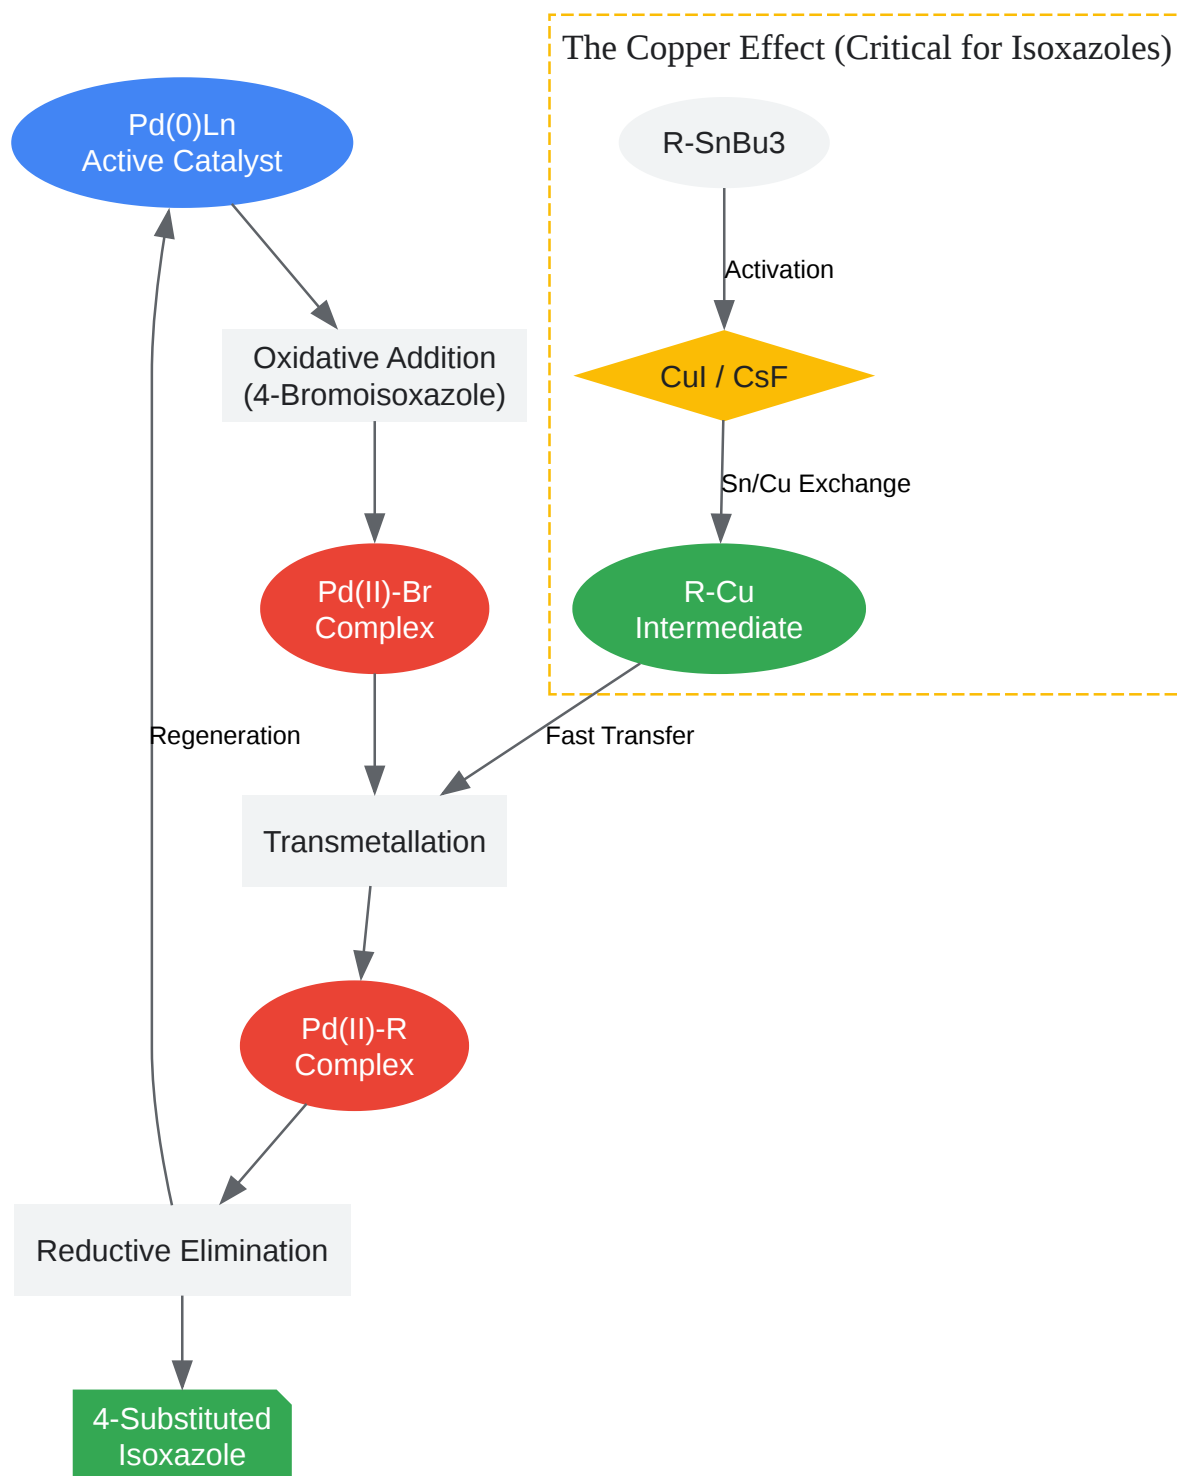 The Copper Effect (Critical for Isoxazoles)
Pd(0)Ln
Active Catalyst
R-SnBu3
Activation
Oxidative Addition
(4-Bromoisoxazole)
CuI / CsF
Sn/Cu Exchange
Pd(II)-Br
Complex
R-Cu
Intermediate
Regeneration
Fast Transfer
Transmetallation
Pd(II)-R
Complex
Reductive Elimination
4-Substituted
Isoxazole